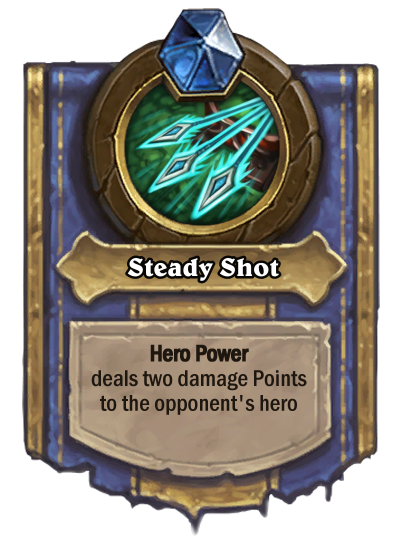 Steady Shot
Hero Power
deals two damage Points
to the opponent's hero